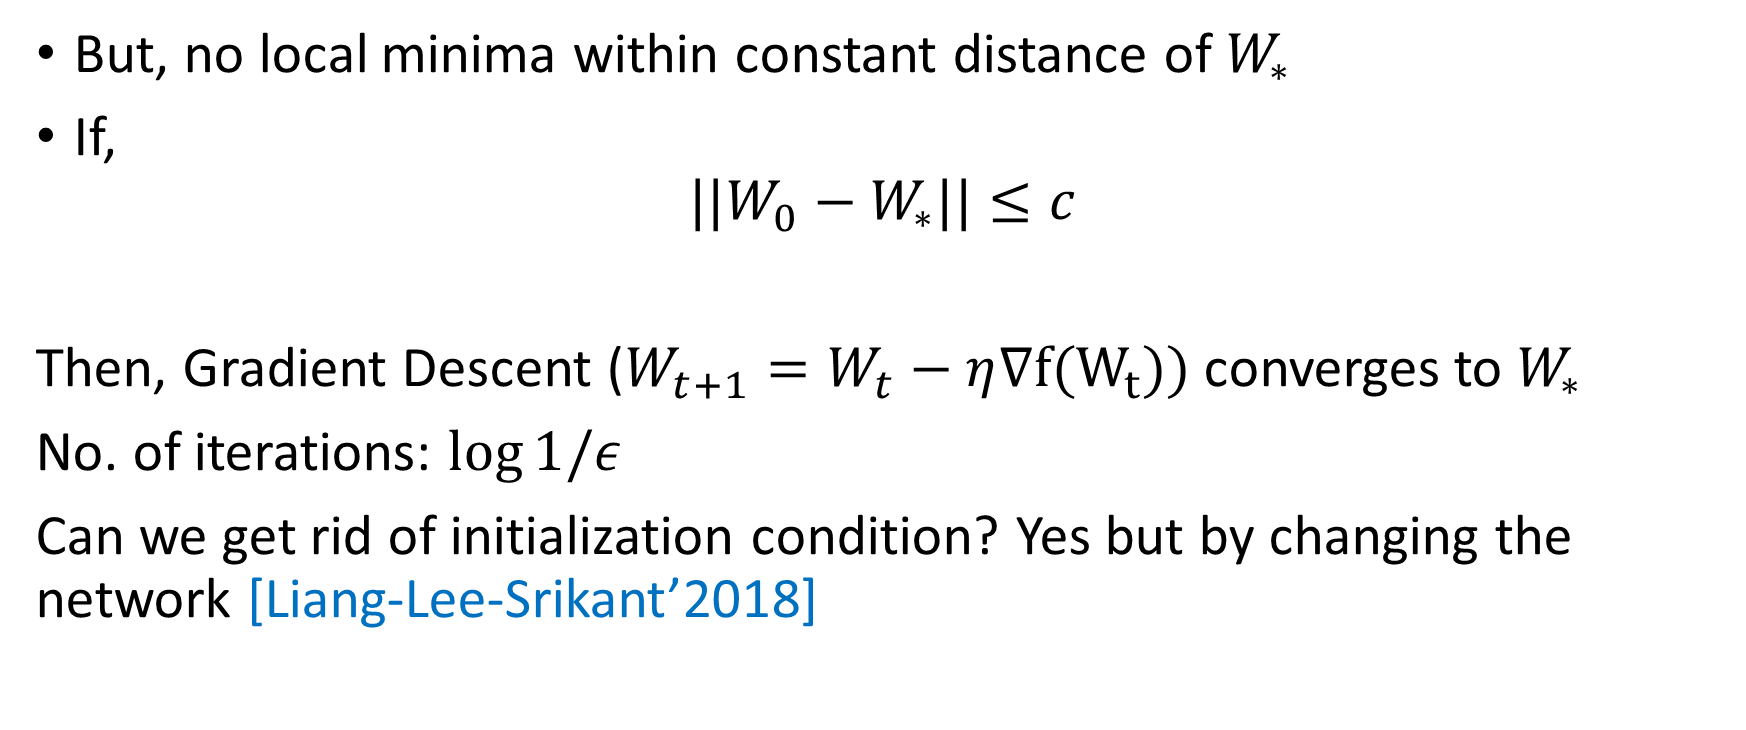 • But, no local minima within constant distance of W∗
• If,
||W₀ − W∗|| ≤ c
Then, Gradient Descent (Wₜ₊₁ = Wₜ − η∇f(Wₜ)) converges to W∗
No. of iterations: log 1/ϵ
Can we get rid of initialization condition? Yes but by changing the
network [Liang-Lee-Srikant’2018]